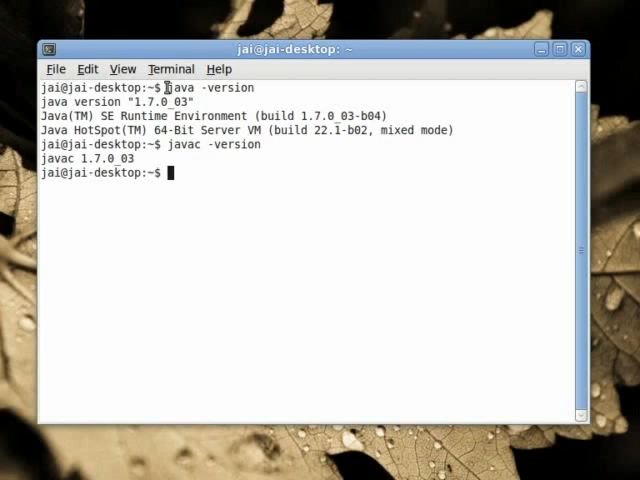 jai@jai-desktop: ~
File Edit View Terminal Help
jai@jai-desktop:~$ java -version
java version "1.7.0_03"
Java(TM) SE Runtime Environment (build 1.7.0_03-b04)
Java HotSpot(TM) 64-Bit Server VM (build 22.1-b02, mixed mode)
jai@jai-desktop:~$ javac -version
javac 1.7.0_03
jai@jai-desktop:~$